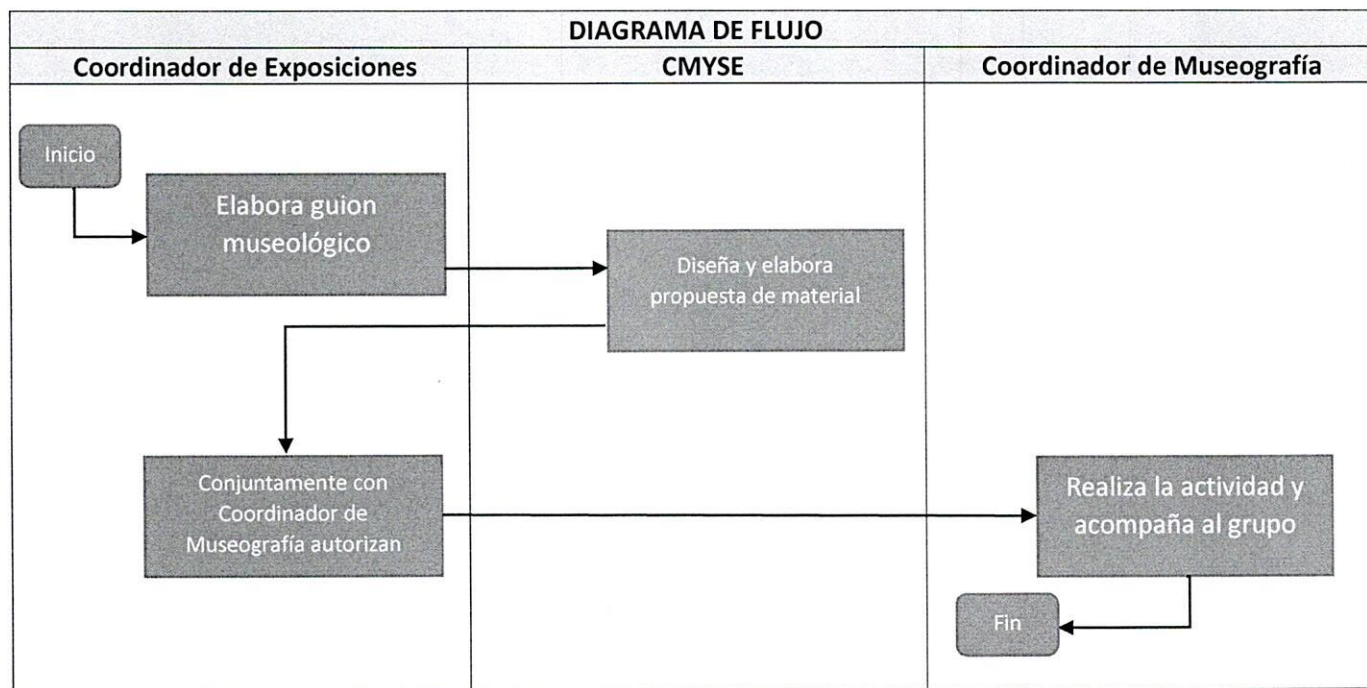 DIAGRAMA DE FLUJO
Coordinador de Exposiciones
CMYSE
Coordinador de Museografía
Inicio
Elabora guion
museológico
Diseña y elabora
propuesta de material
Conjuntamente con
Coordinador de
Museografía autorizan
Realiza la actividad y
acompaña al grupo
Fin